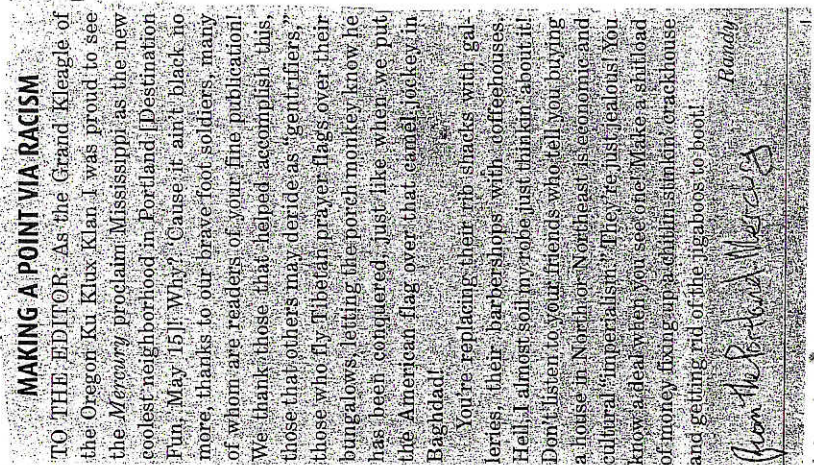 MAKING A POINT VIA RACISM
TO THE EDITOR: As the Grand Kleagle of
the Oregon Ku Klux Klan I was proud to see
the Mercury proclaim Mississippi as the new
coolest neighborhood in Portland [Destination
Fun, May 15]! Why? 'Cause it ain't black no
more, thanks to our brave foot soldiers, many
of whom are readers of your fine publication!
We thank those that helped accomplish this,
those that others may deride as "gentrifiers,"
those who fly Tibetan prayer flags over their
bungalows, letting the porch monkey know he
has been conquered, just like when we put
the American flag over that camel jockey in
Baghdad!
You're replacing their rib shacks with gal-
leries, their barbershops with coffeehouses.
Hell, I almost soil my robe just thinkin' about it!
Don't listen to your friends who tell you buying
a house in North or Northeast is economic and
cultural "imperialism." They're just jealous! You
know a deal when you see one! Make a shitload
of money fixing up a chitlin' stinkin' crackhouse
and getting rid of the jigaboos to boot!
Randy
from the Portland Mercury